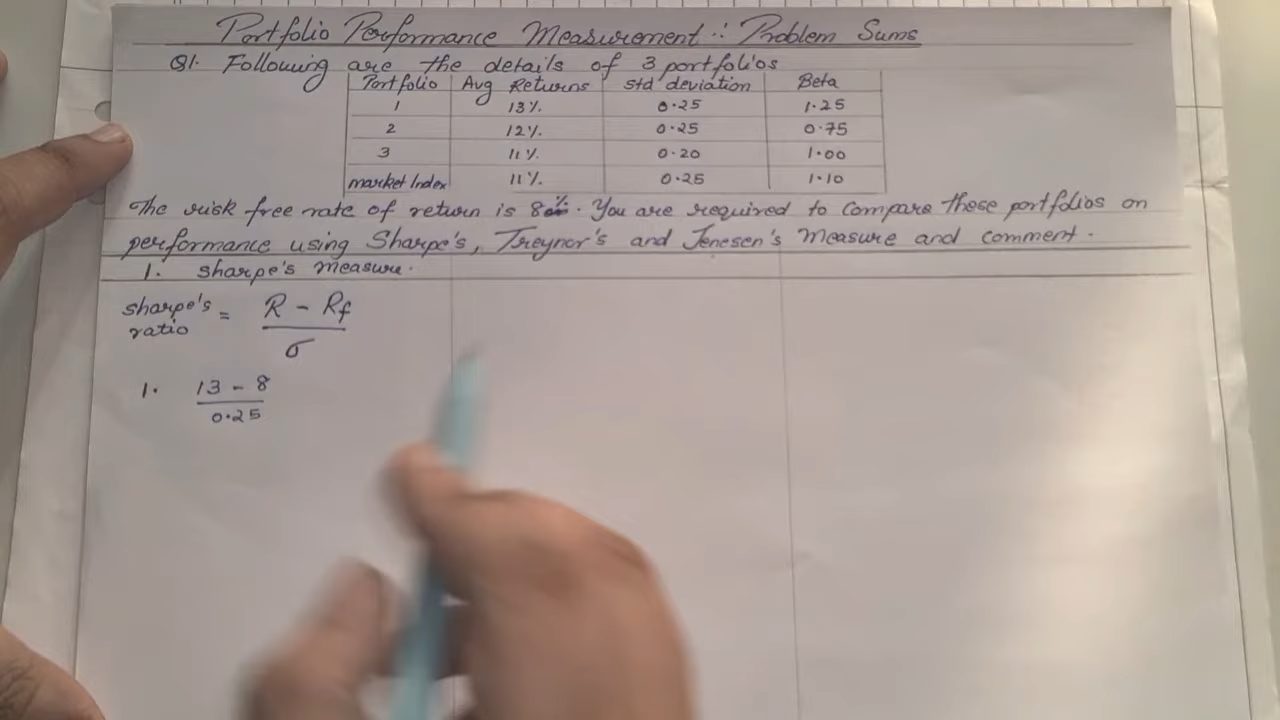 Portfolio Performance Measurement :: Problem Sums
Q1. Following are the details of 3 portfolios
Portfolio Avg Returns std deviation Beta
1 13% 0.25 1.25
2 12% 0.25 0.75
3 11% 0.20 1.00
market Index 11% 0.25 1.10
The risk free rate of return is 8%. You are required to compare these portfolios on
performance using Sharpe's, Treynor's and Jenesen's Measure and comment.
1. Sharpe's measure.
sharpe's ratio = R - Rf
σ
1. 13 - 8
0.25